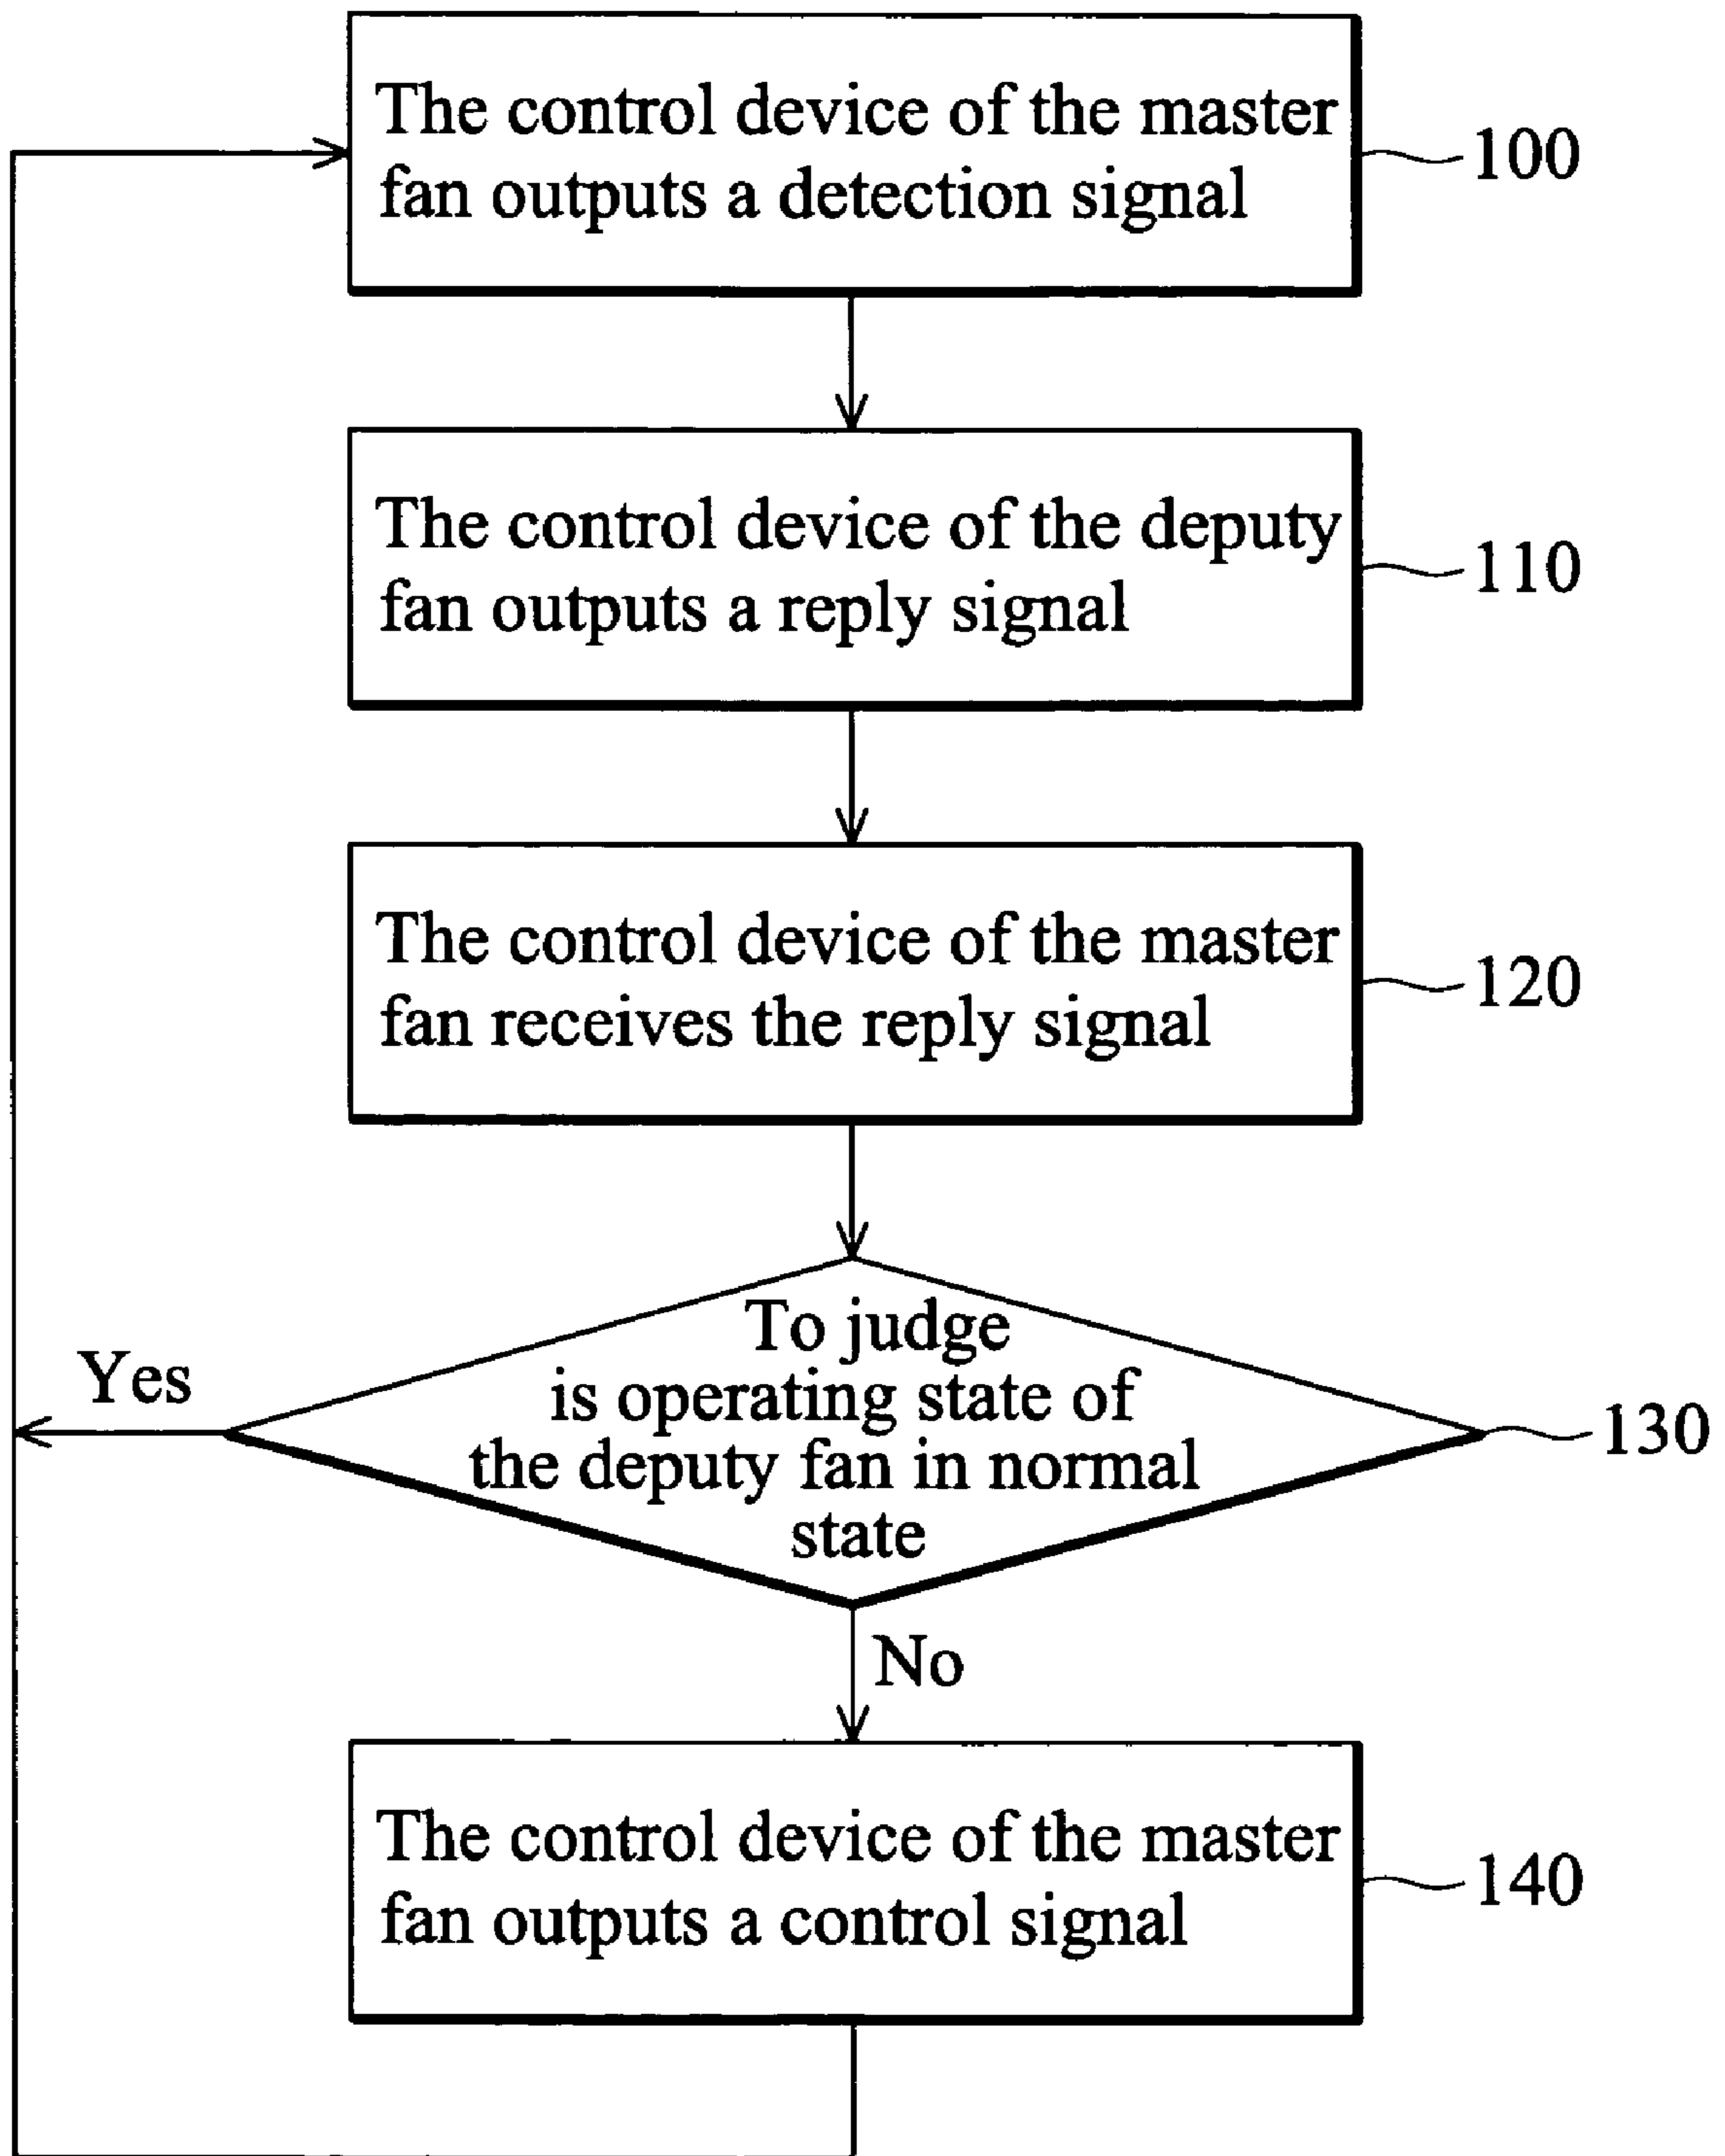 The control device of the master
fan outputs a detection signal
100
The control device of the deputy
fan outputs a reply signal
110
The control device of the master
fan receives the reply signal
120
To judge
is operating state of
the deputy fan in normal
state
130
Yes
No
The control device of the master
fan outputs a control signal
140